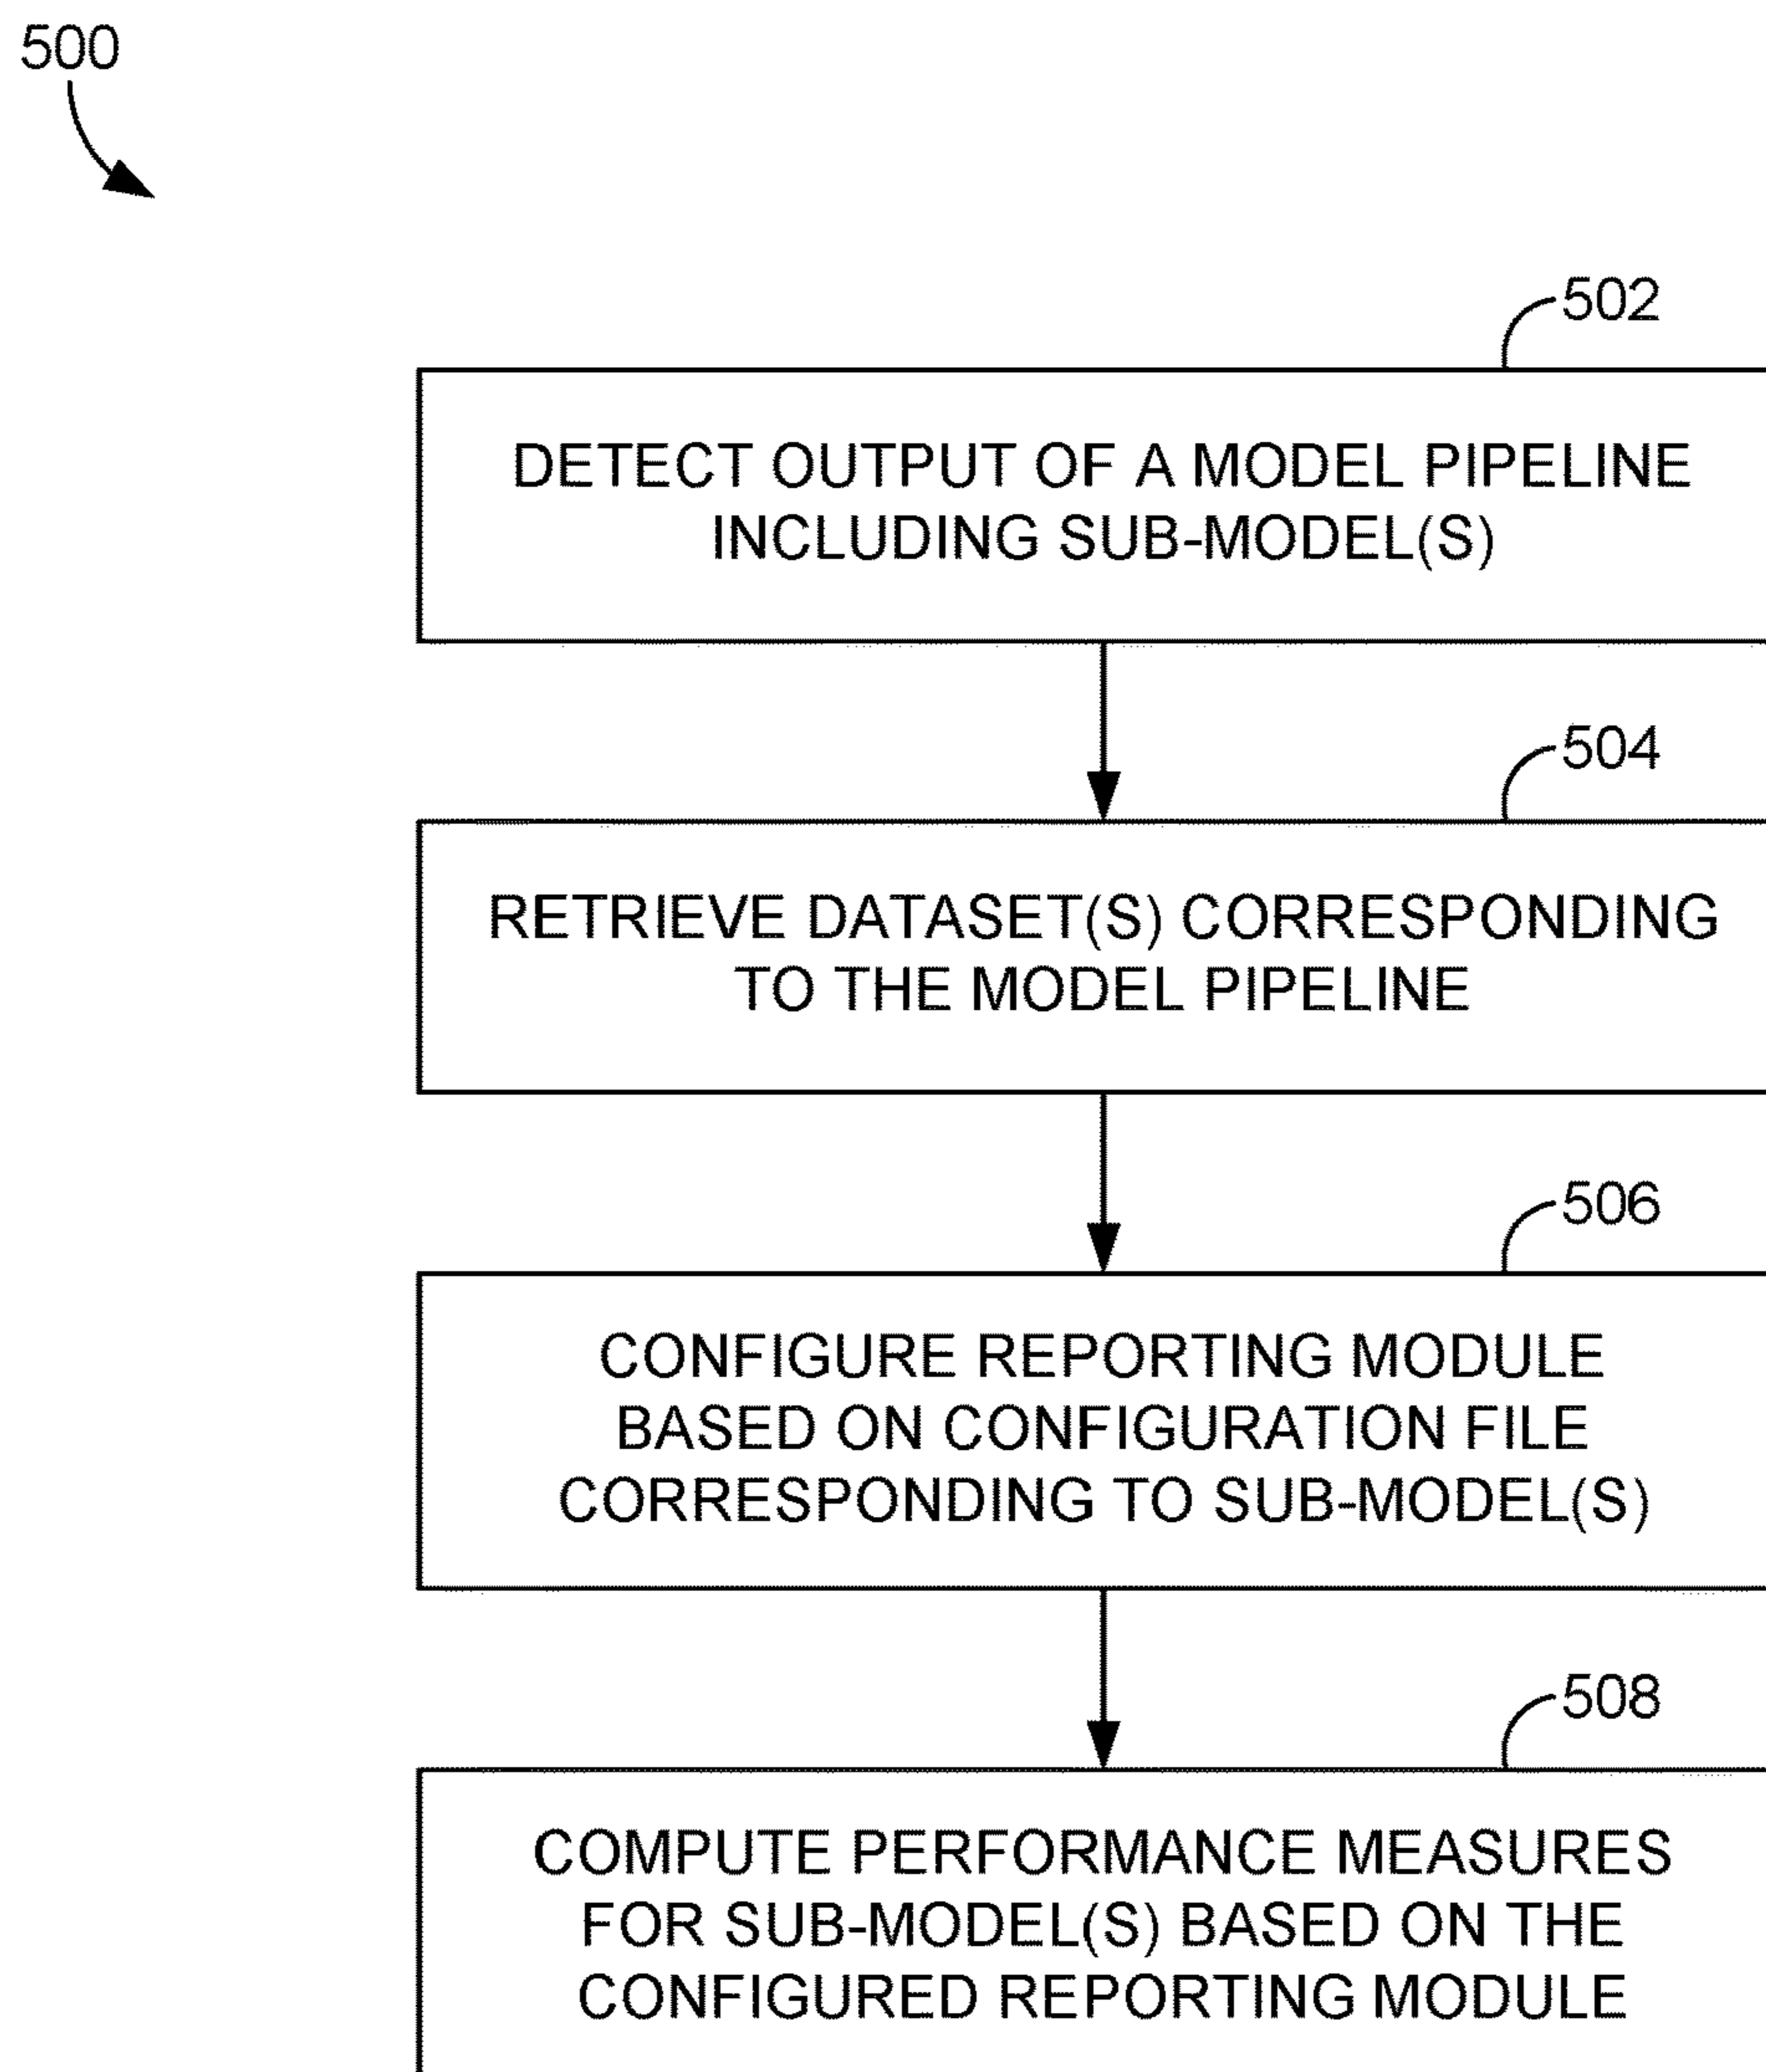 500
502
DETECT OUTPUT OF A MODEL PIPELINE
INCLUDING SUB-MODEL(S)
504
RETRIEVE DATASET(S) CORRESPONDING
TO THE MODEL PIPELINE
506
CONFIGURE REPORTING MODULE
BASED ON CONFIGURATION FILE
CORRESPONDING TO SUB-MODEL(S)
508
COMPUTE PERFORMANCE MEASURES
FOR SUB-MODEL(S) BASED ON THE
CONFIGURED REPORTING MODULE